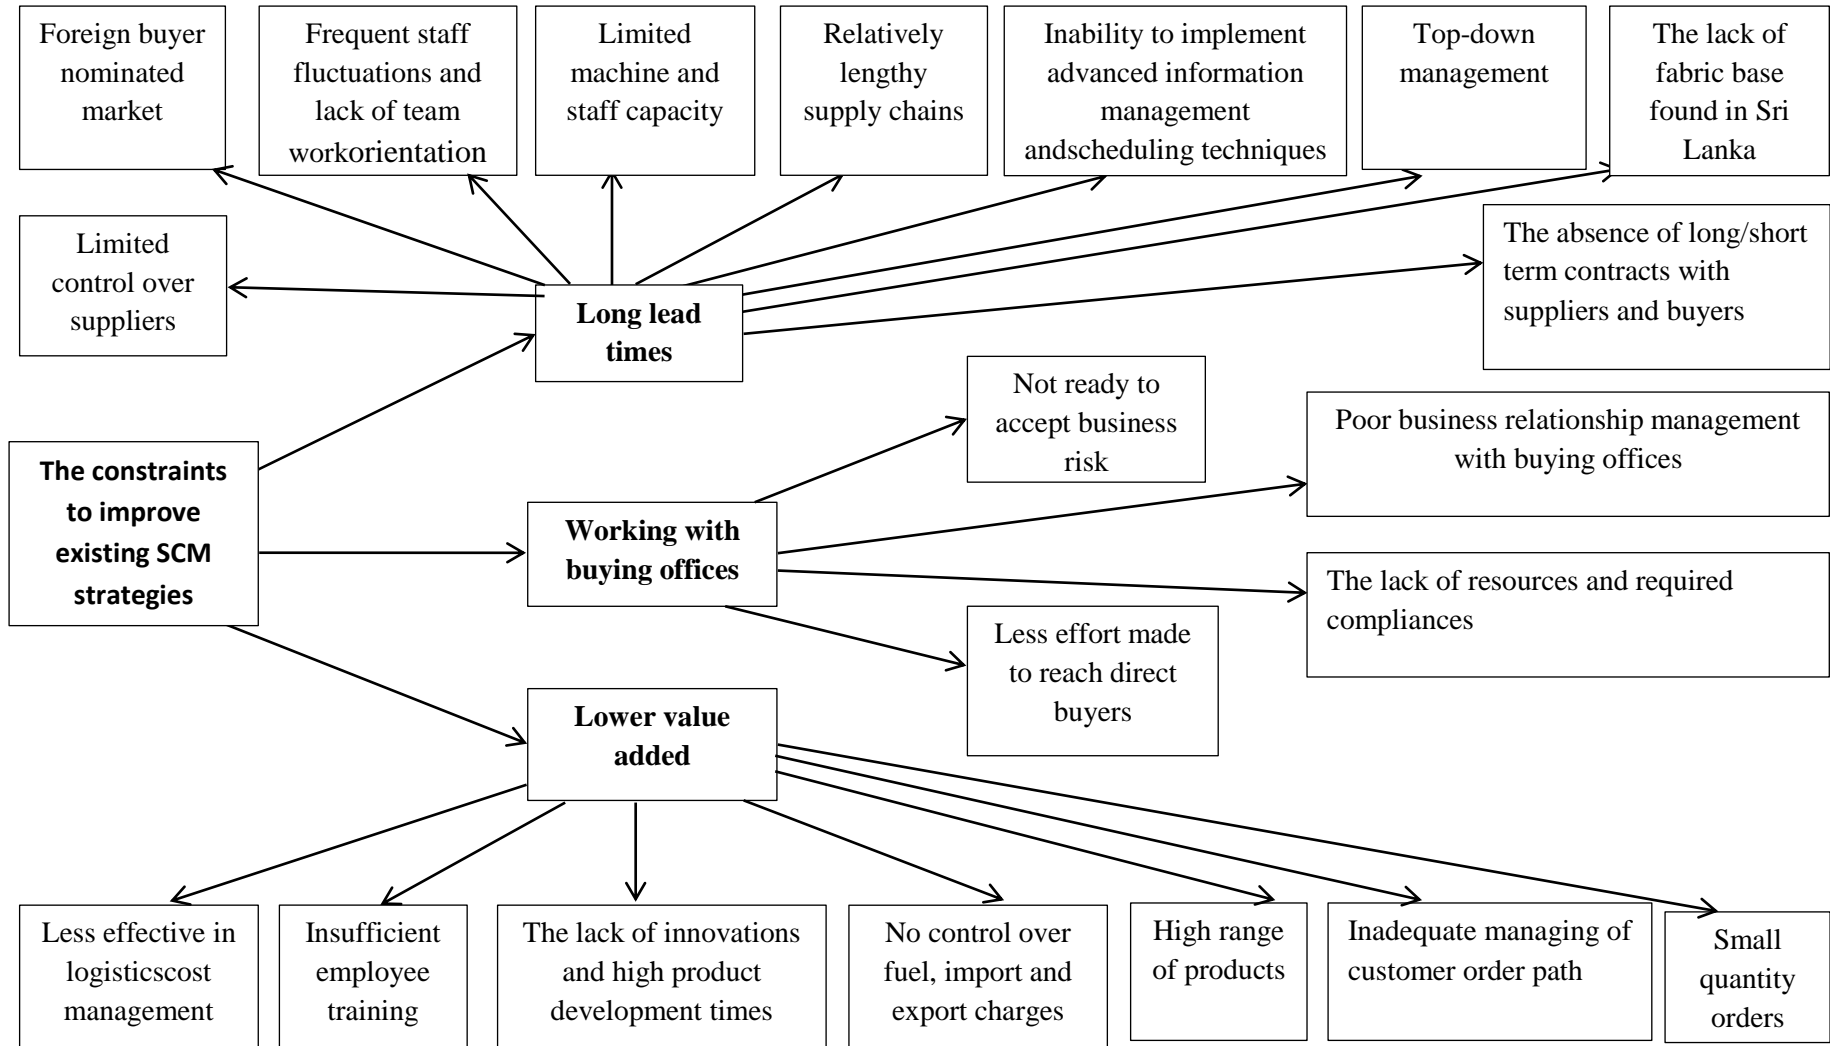 Foreign buyer
nominated
market
Frequent staff
fluctuations and
lack of team
workorientation
Limited
machine and
staff capacity
Relatively
lengthy
supply chains
Inability to implement
advanced information
management
andscheduling techniques
Top-down
management
The lack of
fabric base
found in Sri
Lanka
Limited
control over
suppliers
Long lead
times
The absence of long/short
term contracts with
suppliers and buyers
Not ready to
accept business
risk
Poor business relationship management
with buying offices
The constraints
to improve
existing SCM
strategies
Working with
buying offices
The lack of resources and required
compliances
Less effort made
to reach direct
buyers
Lower value
added
Less effective in
logisticscost
management
Insufficient
employee
training
The lack of innovations
and high product
development times
No control over
fuel, import and
export charges
High range
of products
Inadequate managing of
customer order path
Small
quantity
orders